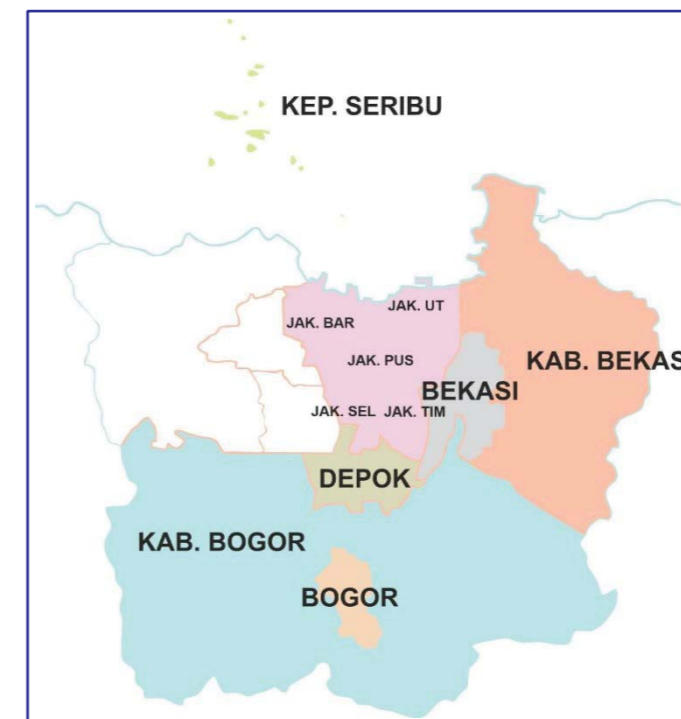 KEP. SERIBU
JAK. UT
JAK. BAR
JAK. PUS
KAB. BEKAS
BEKASI
JAK. SEL
JAK. TIM
DEPOK
KAB. BOGOR
BOGOR